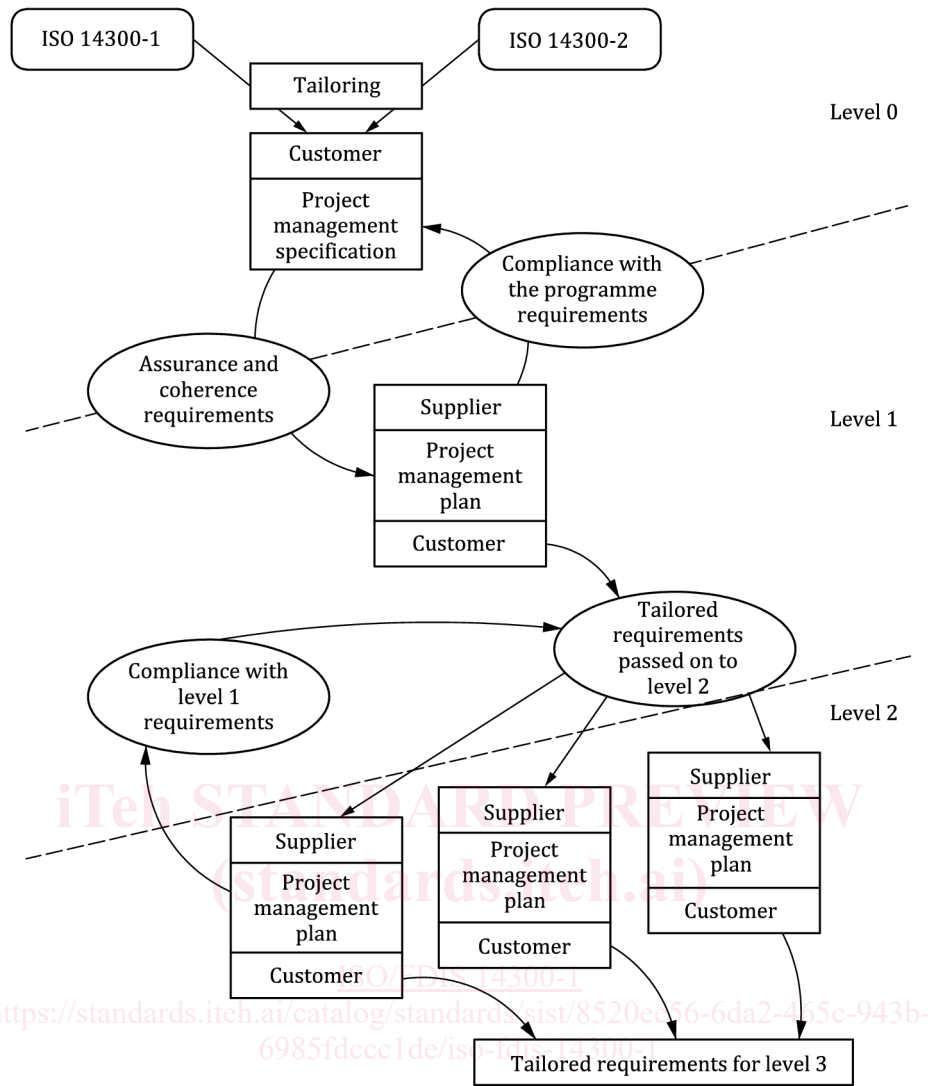 ISO 14300-1
ISO 14300-2
Tailoring
Level 0
Customer
Project
management
specification
Compliance with
the programme
requirements
Assurance and
coherence
requirements
Supplier
Level 1
Project
management
plan
Customer
Tailored
requirements
passed on to
level 2
Compliance with
level 1
requirements
Level 2
Supplier
Project
management
plan
Customer
Supplier
Project
management
plan
Customer
Supplier
Project
management
plan
Customer
iTeh STANDARD PREVIEW
(standards.iteh.ai)
ISO/FDIS 14300-1
https://standards.iteh.ai/catalog/standards/sist/8520ee56-6da2-465c-943b-
6985fdccc1de/iso-fdis-14300-1
Tailored requirements for level 3